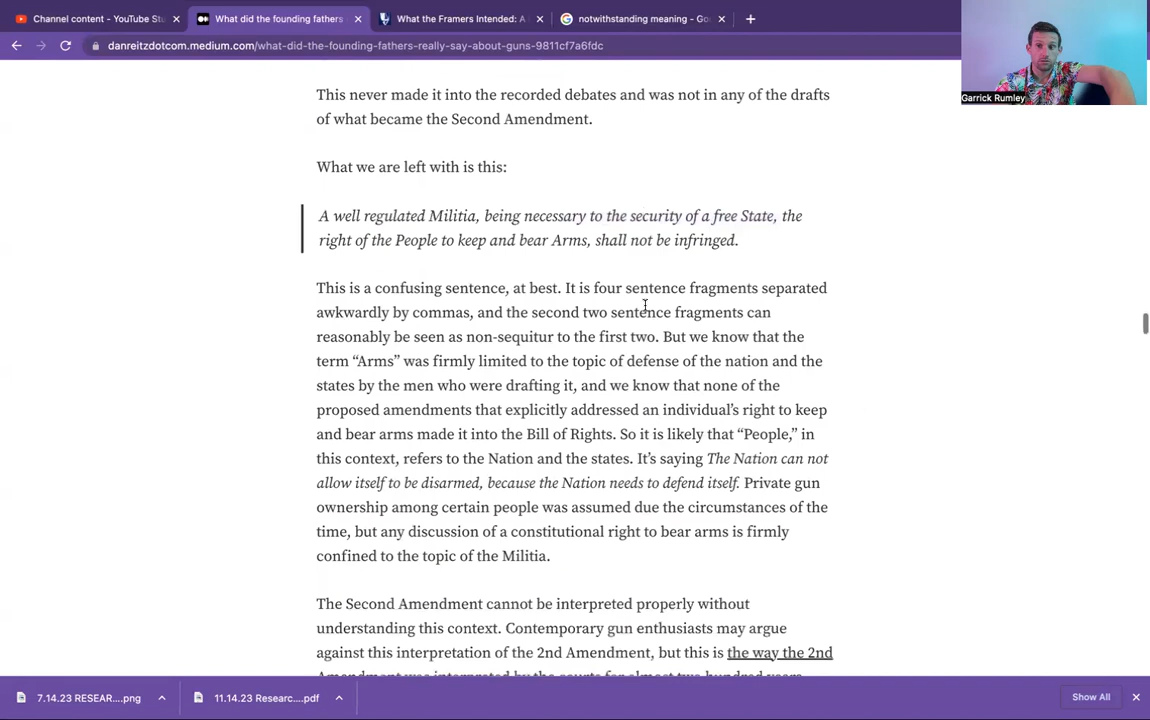 Channel content - YouTube Stu
What did the founding fathers
What the Framers Intended: A
notwithstanding meaning - Go
danreitzdotcom.medium.com/what-did-the-founding-fathers-really-say-about-guns-9811cf7a6fdc
Garrick Rumley
This never made it into the recorded debates and was not in any of the drafts
of what became the Second Amendment.
What we are left with is this:
A well regulated Militia, being necessary to the security of a free State, the
right of the People to keep and bear Arms, shall not be infringed.
This is a confusing sentence, at best. It is four sentence fragments separated
awkwardly by commas, and the second two sentence fragments can
reasonably be seen as non-sequitur to the first two. But we know that the
term “Arms” was firmly limited to the topic of defense of the nation and the
states by the men who were drafting it, and we know that none of the
proposed amendments that explicitly addressed an individual’s right to keep
and bear arms made it into the Bill of Rights. So it is likely that “People,” in
this context, refers to the Nation and the states. It’s saying The Nation can not
allow itself to be disarmed, because the Nation needs to defend itself. Private gun
ownership among certain people was assumed due the circumstances of the
time, but any discussion of a constitutional right to bear arms is firmly
confined to the topic of the Militia.
The Second Amendment cannot be interpreted properly without
understanding this context. Contemporary gun enthusiasts may argue
against this interpretation of the 2nd Amendment, but this is the way the 2nd
Amendment was interpreted by the courts for almost two hundred years
7.14.23 RESEAR....png
11.14.23 Researc....pdf
Show All